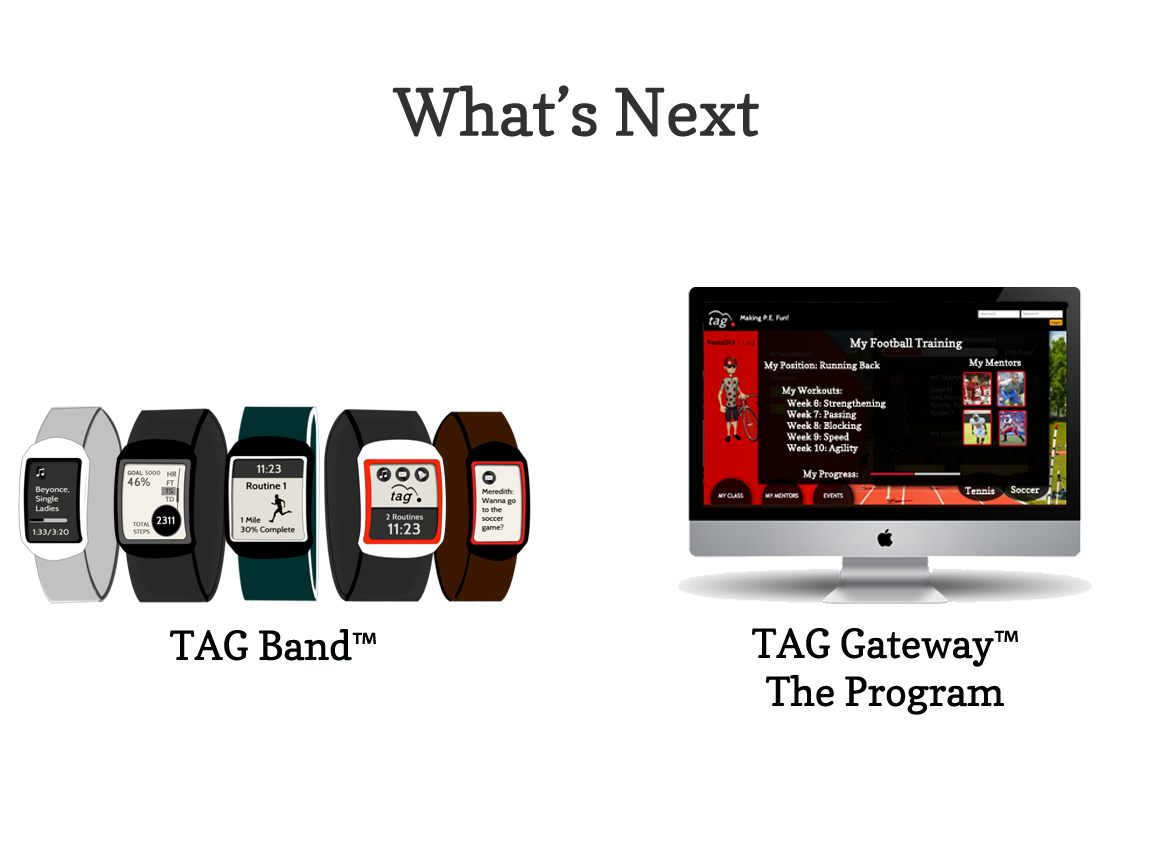 What's Next
Beyonce,
Single
Ladies
1:33/3:20
GOAL: 5000
46%
HR
FT
TS
TD
2311
TOTAL
STEPS
11:23
Routine 1
1 Mile
30% Complete
tag
2 Routines
11:23
Meredith:
Wanna go
to the
soccer
game?
TAG Band™
tag
Making P.E. Fun!
Login
My Football Training
My Position: Running Back
My Mentors
My Workouts:
Week 6: Strengthening
Week 7: Passing
Week 8: Blocking
Week 9: Speed
Week 10: Agility
My Progress:
MY CLASS
MY MENTORS
EVENTS
Tennis
Soccer
TAG Gateway™
The Program